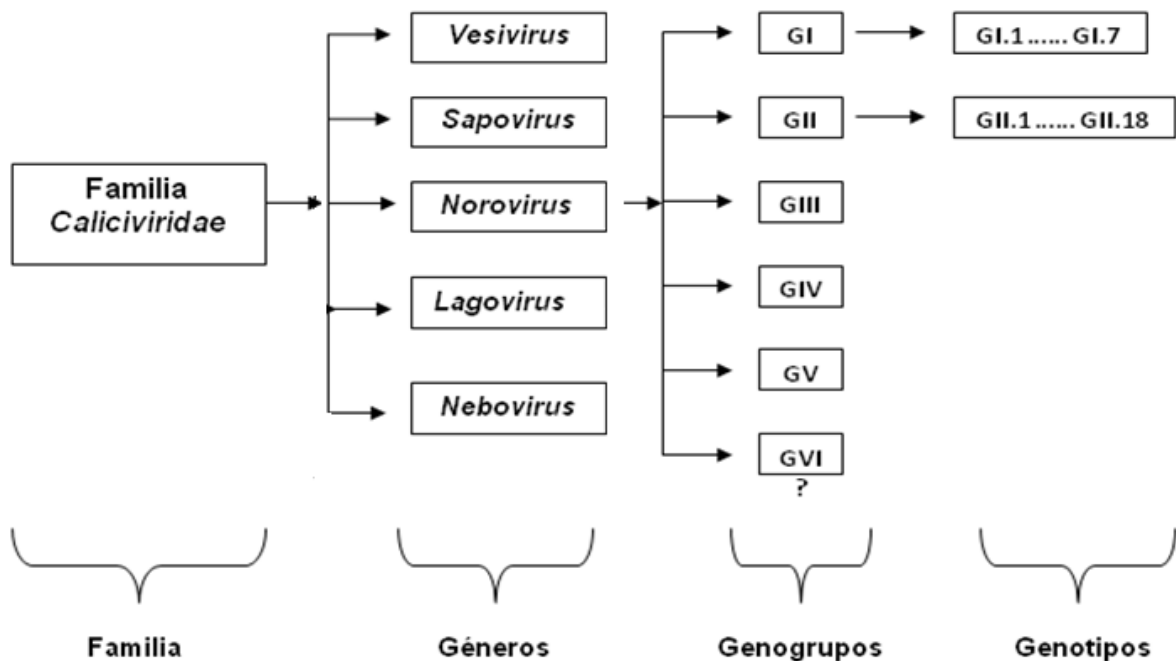 Familia
Caliciviridae
Vesivirus
Sapovirus
Norovirus
Lagovirus
Nebovirus
GI
GII
GIII
GIV
GV
GVI
?
GI.1 ...... GI.7
GII.1 ...... GII.18
Familia
Géneros
Genogrupos
Genotipos